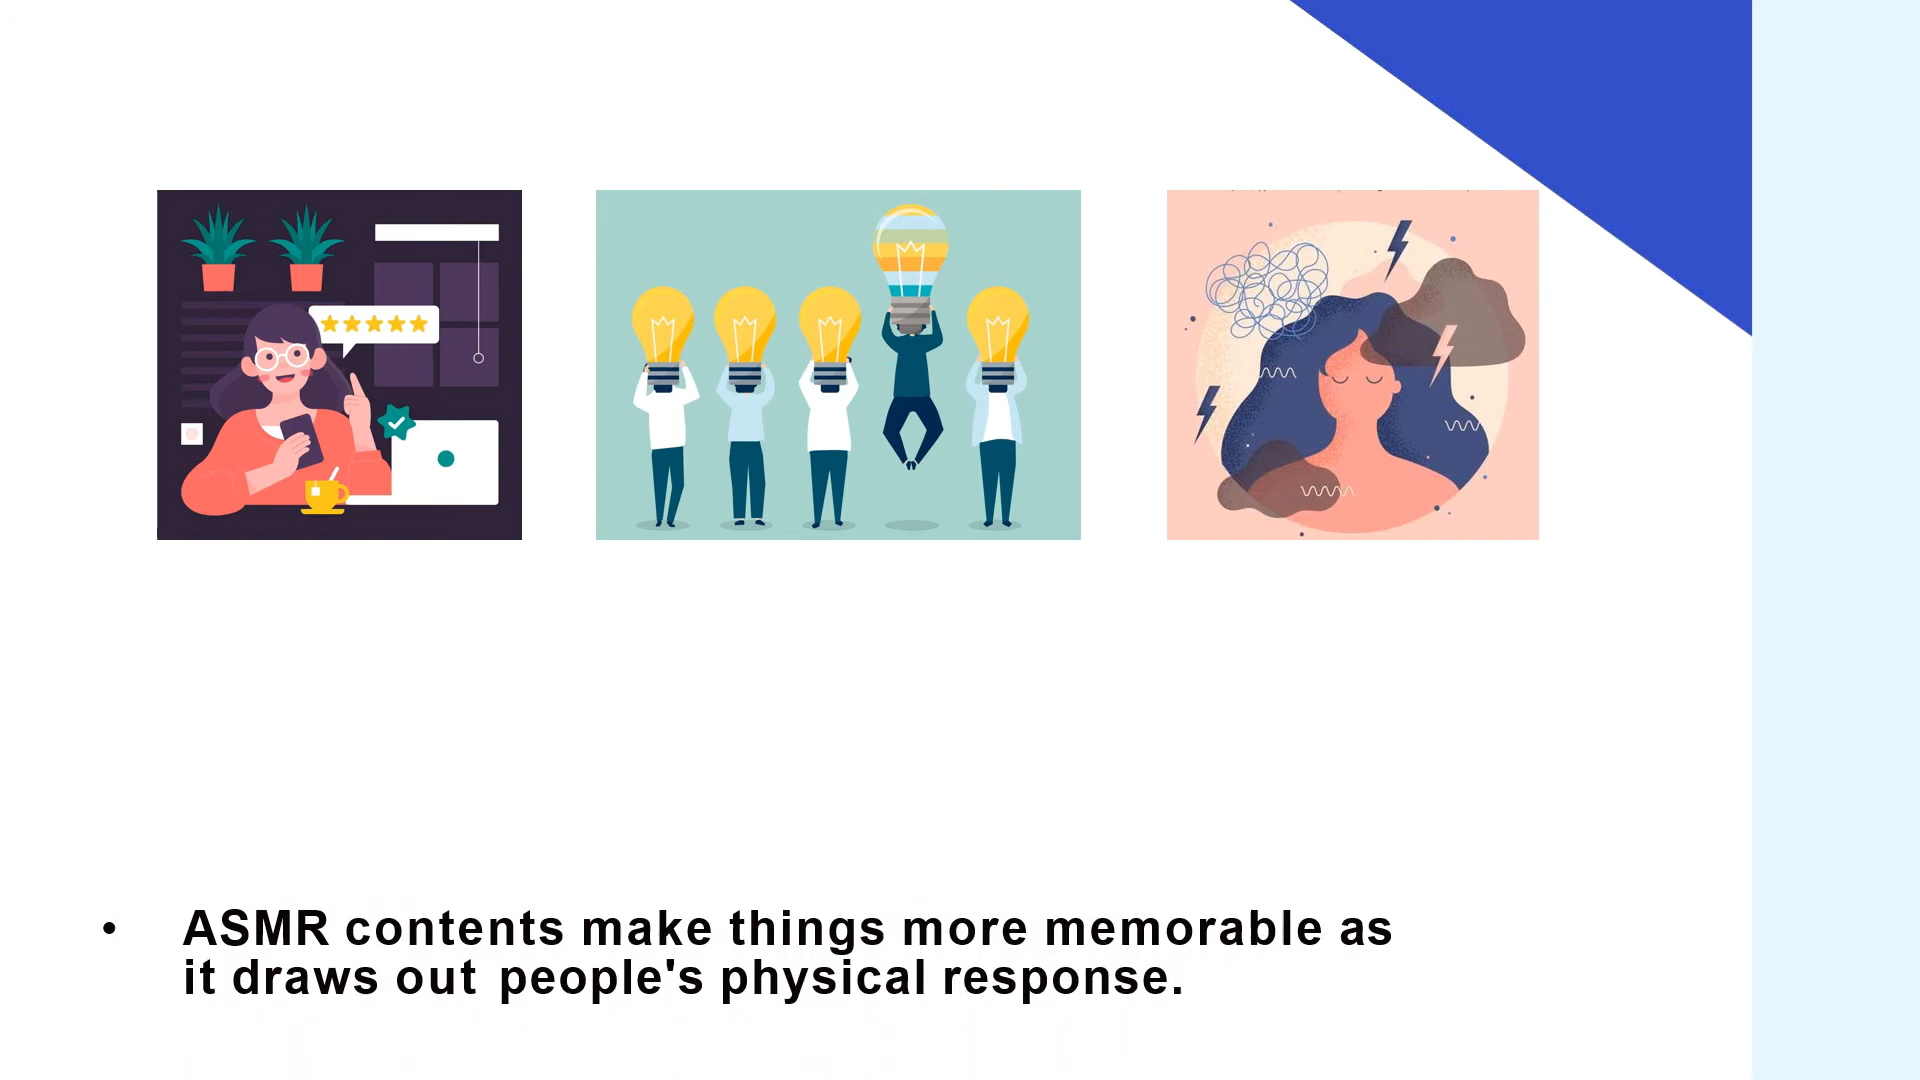 • ASMR contents make things more memorable as
it draws out people's physical response.